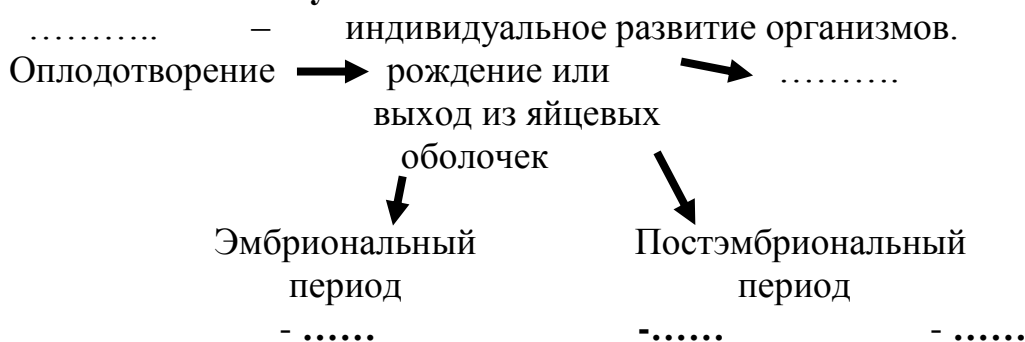 ……….. – индивидуальное развитие организмов.
Оплодотворение рождение или ……….
выход из яйцевых
оболочек
Эмбриональный Постэмбриональный
период период
- …… -…… - ……